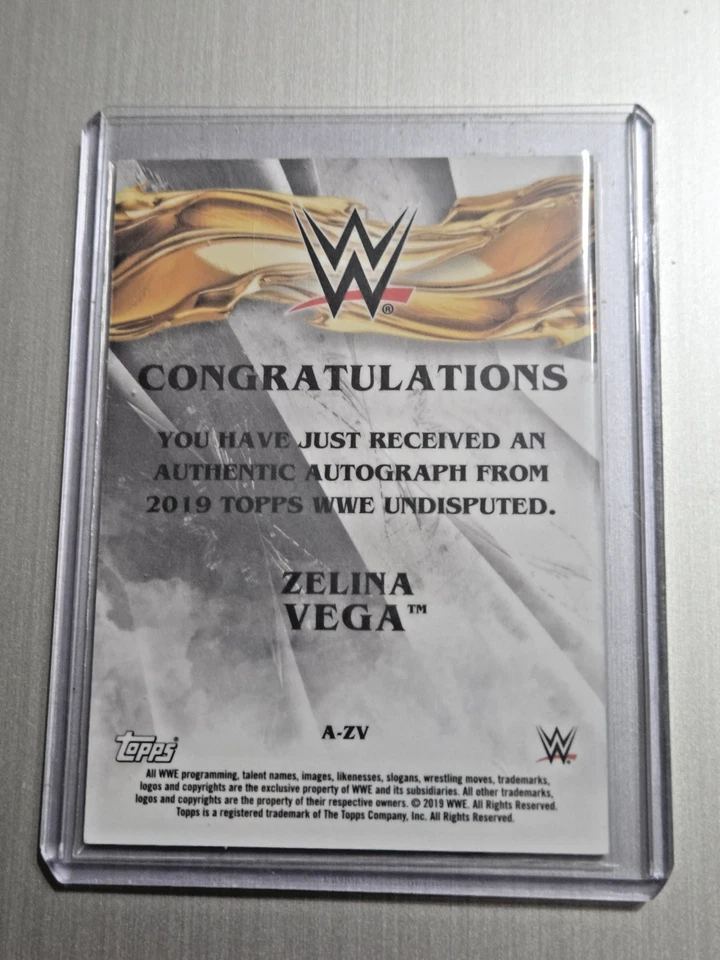 W
®
CONGRATULATIONS
YOU HAVE JUST RECEIVED AN
AUTHENTIC AUTOGRAPH FROM
2019 TOPPS WWE UNDISPUTED.
ZELINA
VEGA™
A-ZV
topps®
W
All WWE programming, talent names, images, likenesses, slogans, wrestling moves, trademarks,
logos and copyrights are the exclusive property of WWE and its subsidiaries. All other trademarks,
logos and copyrights are the property of their respective owners. © 2019 WWE. All Rights Reserved.
Topps is a registered trademark of The Topps Company, Inc. All Rights Reserved.